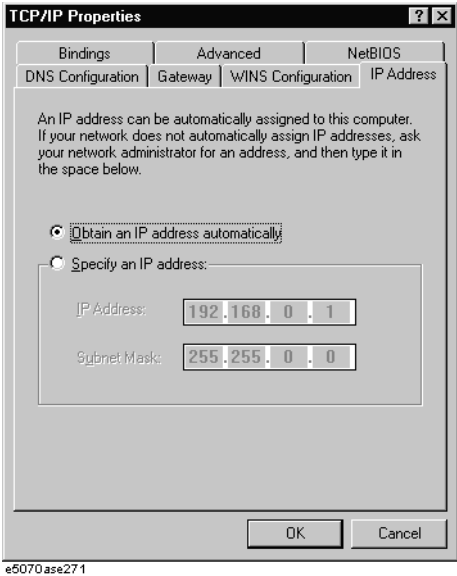 TCP/IP Properties
? ×
Bindings Advanced NetBIOS
DNS Configuration Gateway WINS Configuration IP Address
An IP address can be automatically assigned to this computer.
If your network does not automatically assign IP addresses, ask
your network administrator for an address, and then type it in
the space below.
Obtain an IP address automatically
Specify an IP address:
IP Address: 192 .168 . 0 . 1
Subnet Mask: 255 .255 . 0 . 0
OK Cancel
e5070ase271